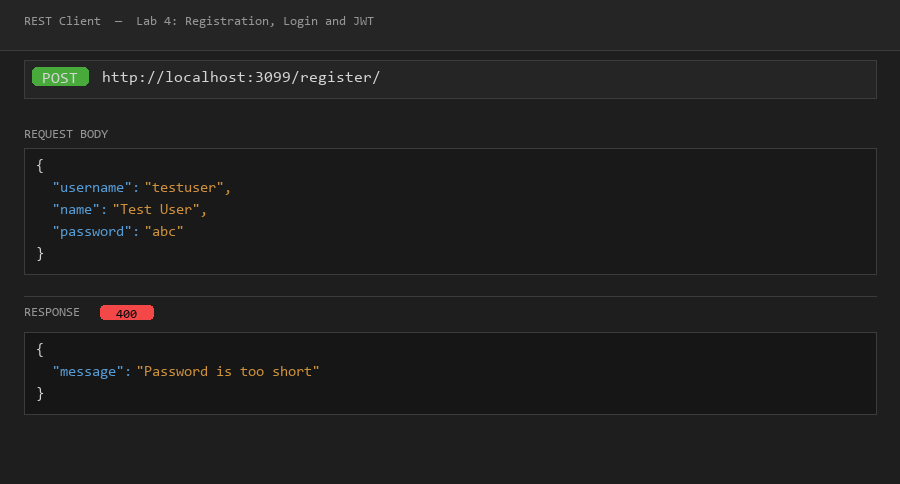 REST Client — Lab 4: Registration, Login and JWT
POST http://localhost:3099/register/
REQUEST BODY
{
"username": "testuser",
"name": "Test User",
"password": "abc"
}
RESPONSE 400
{
"message": "Password is too short"
}